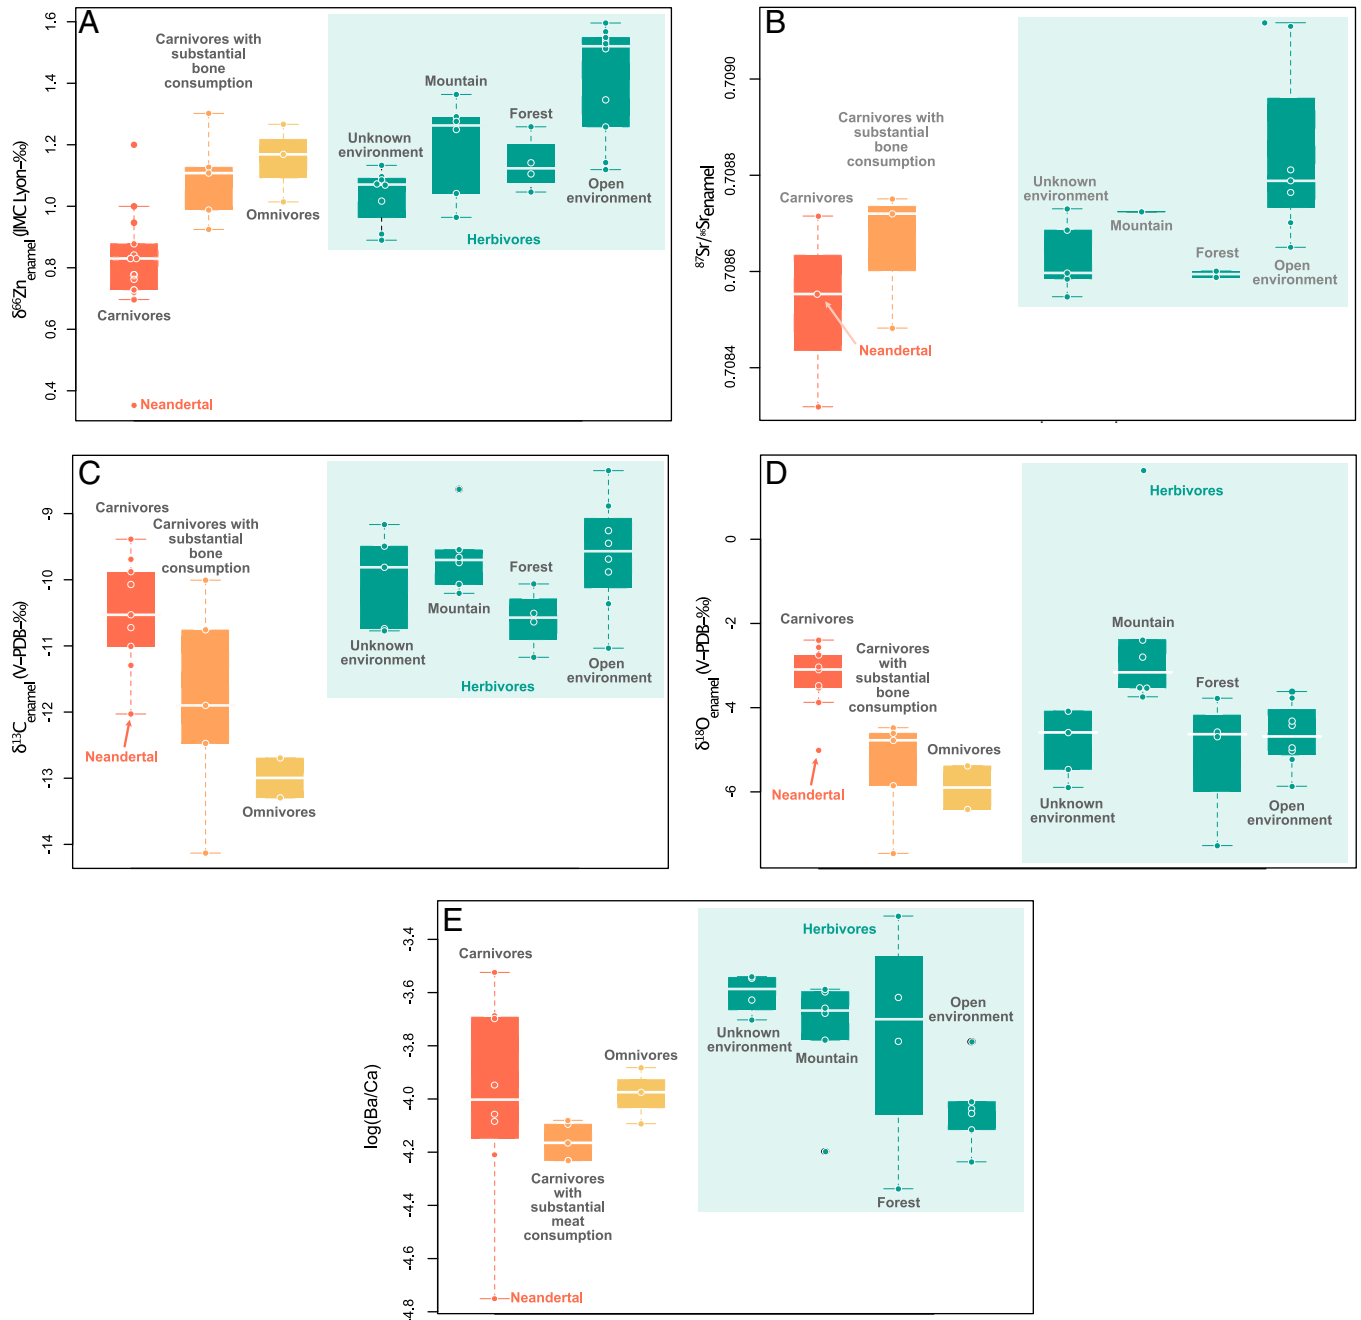 A
Carnivores with
substantial
bone
consumption
Mountain
Forest
Unknown
environment
Open
environment
Omnivores
Herbivores
Carnivores
Neandertal
δ66Znenamel (JMC Lyon–‰)
1.6
1.4
1.2
1.0
0.8
0.6
0.4
B
Carnivores with
substantial
bone
consumption
Carnivores
Unknown
environment
Mountain
Forest
Open
environment
Neandertal
87Sr/86Srenamel
0.7090
0.7088
0.7086
0.7084
C
Carnivores
Carnivores with
substantial
bone
consumption
Forest
Mountain
Unknown
environment
Open
environment
Herbivores
Neandertal
Omnivores
δ13Cenamel (V–PDB–‰)
-9
-10
-11
-12
-13
-14
D
Herbivores
Carnivores
Carnivores
with
substantial
bone
consumption
Mountain
Forest
Omnivores
Neandertal
Unknown
environment
Open
environment
δ18Oenamel (V–PDB–‰)
0
-2
-4
-6
E
Carnivores
Herbivores
Open
environment
Unknown
environment
Mountain
Omnivores
Carnivores
with
substantial
meat
consumption
Forest
Neandertal
log(Ba/Ca)
-3.4
-3.6
-3.8
-4.0
-4.2
-4.4
-4.6
-4.8